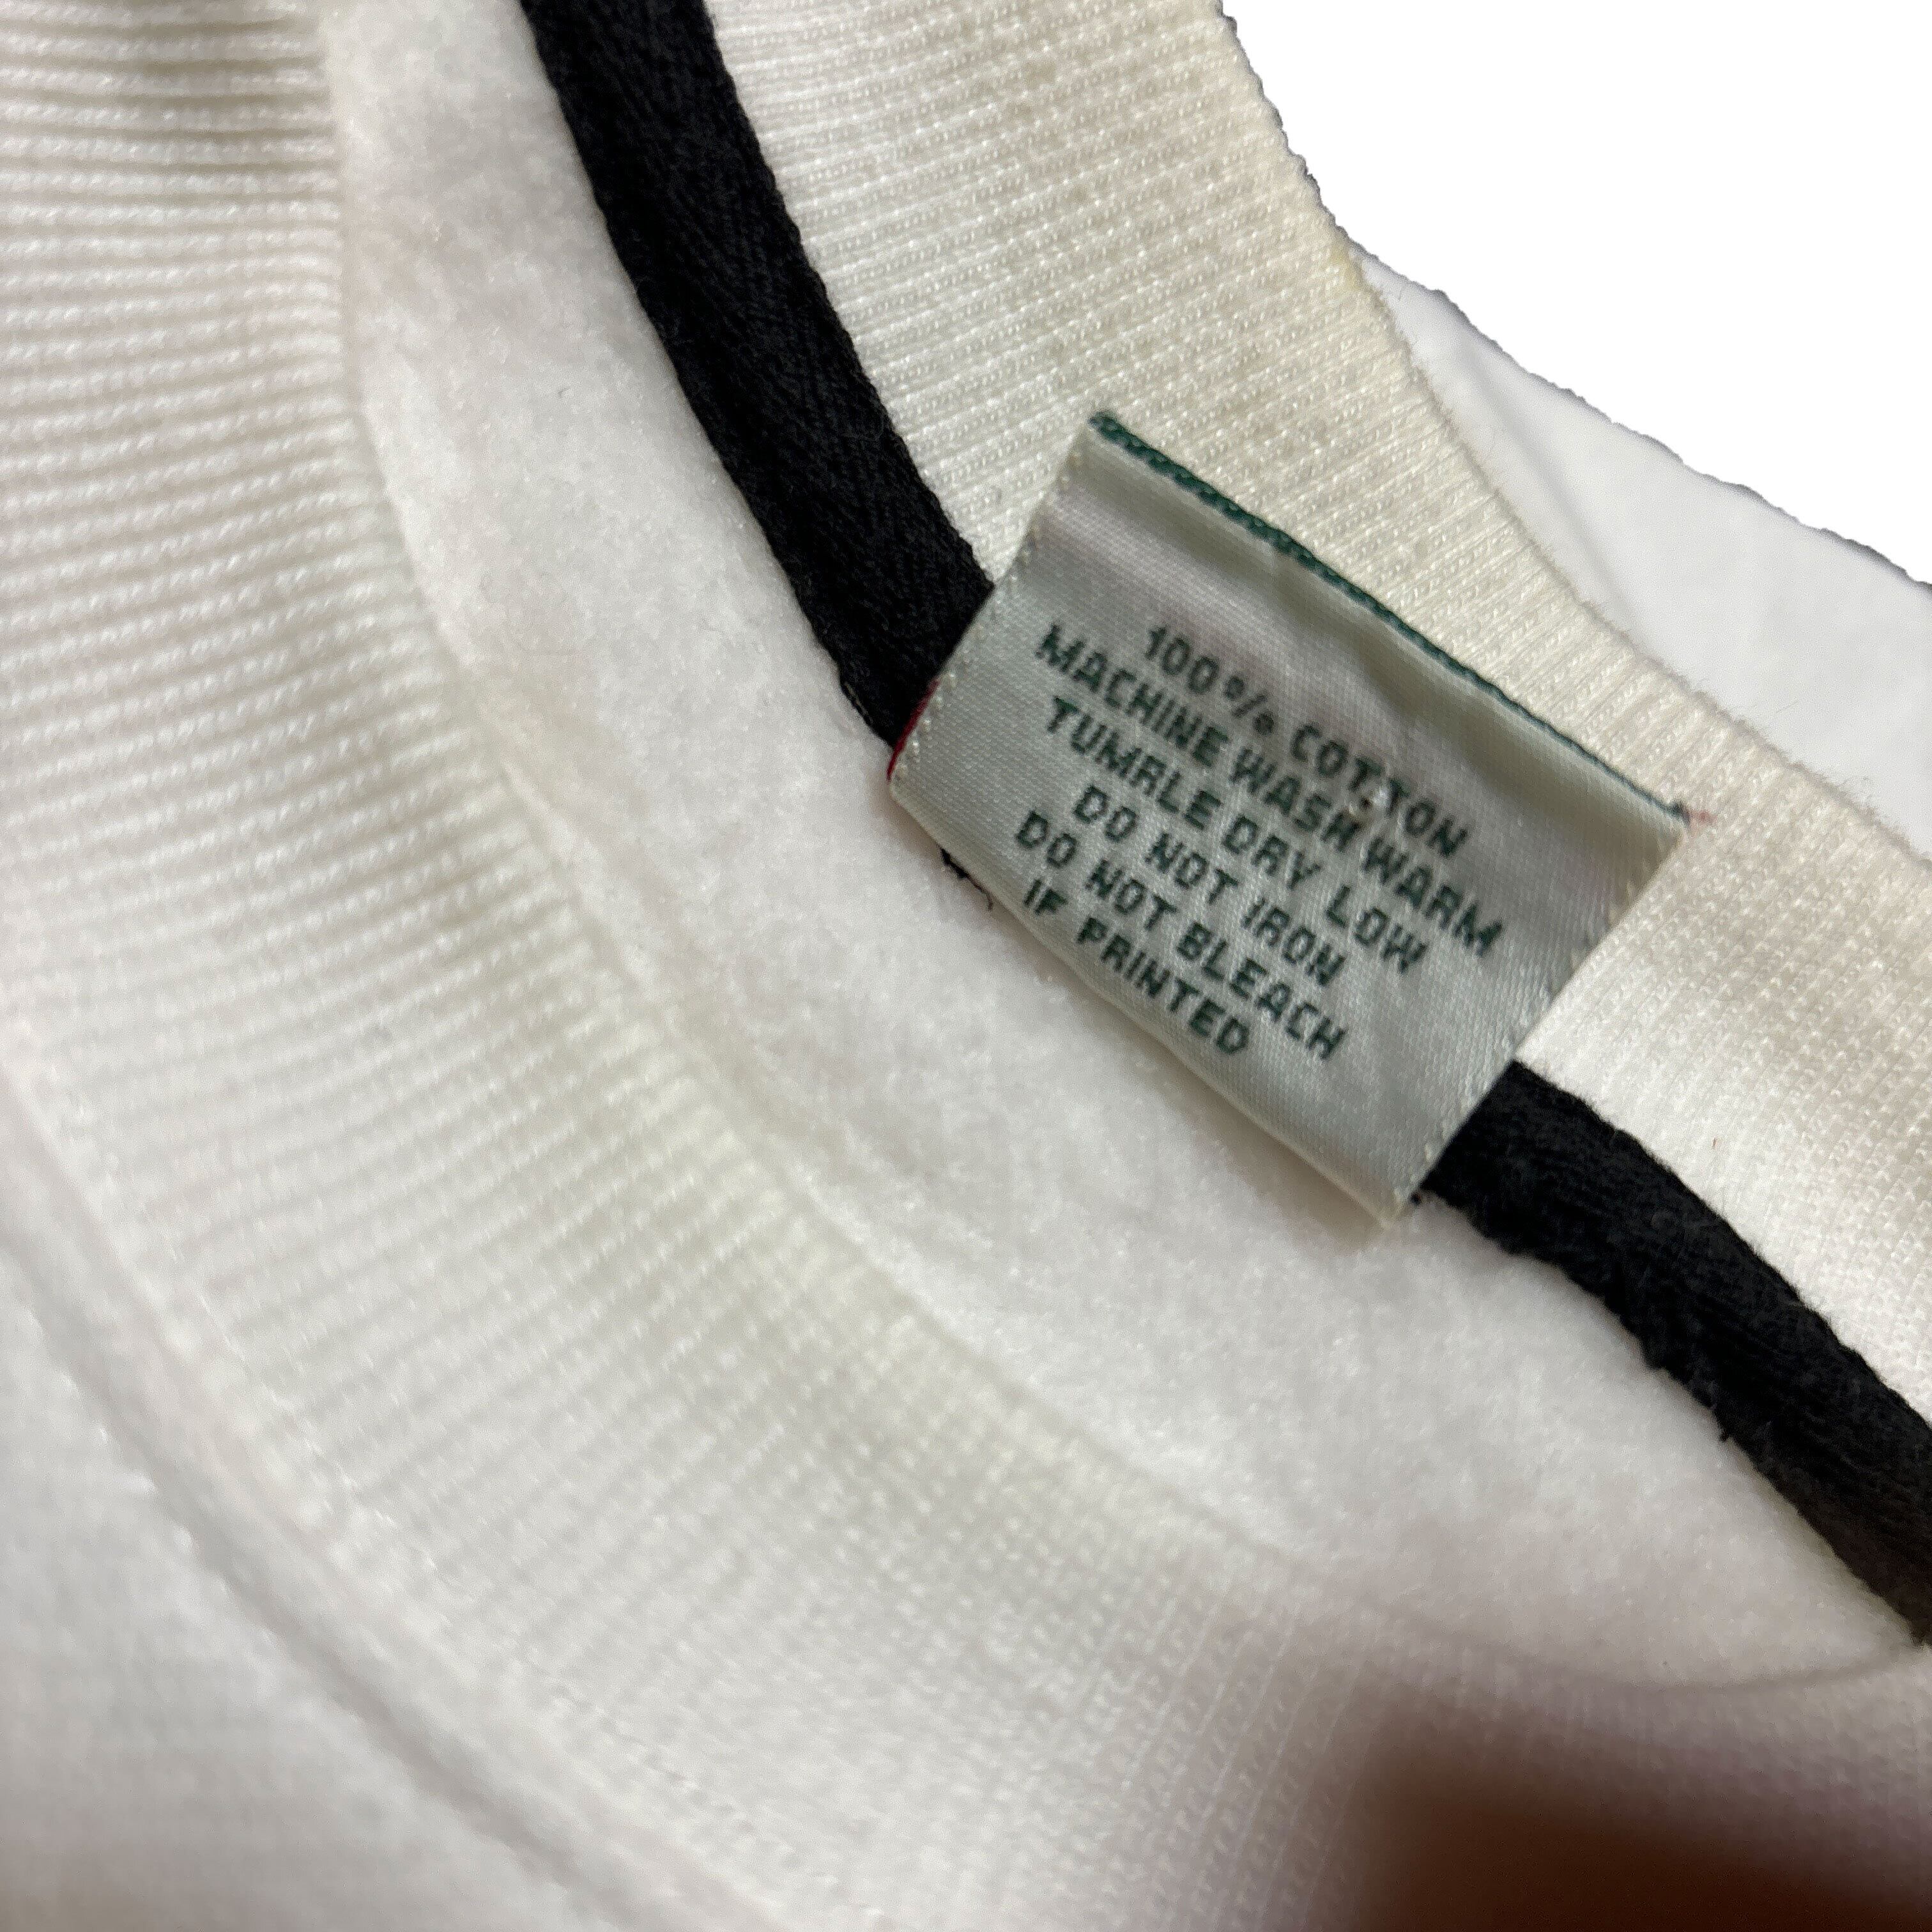 100% COTTON
MACHINE WASH WARM
TUMBLE DRY LOW
DO NOT IRON
DO NOT BLEACH
IF PRINTED